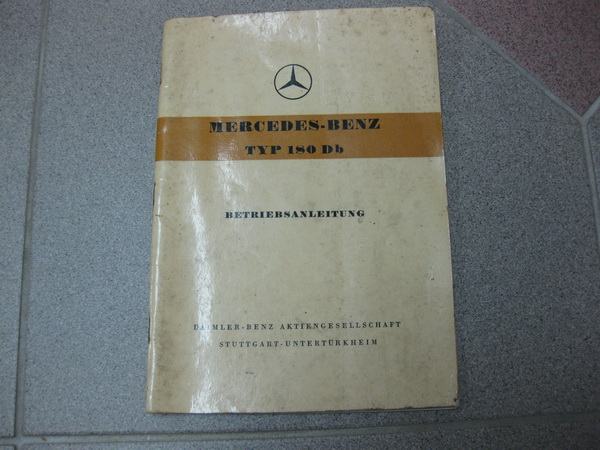 MERCEDES-BENZ
TYP 180 Db
BETRIEBSANLEITUNG
DAIMLER-BENZ AKTIENGESELLSCHAFT
STUTTGART-UNTERTÜRKHEIM